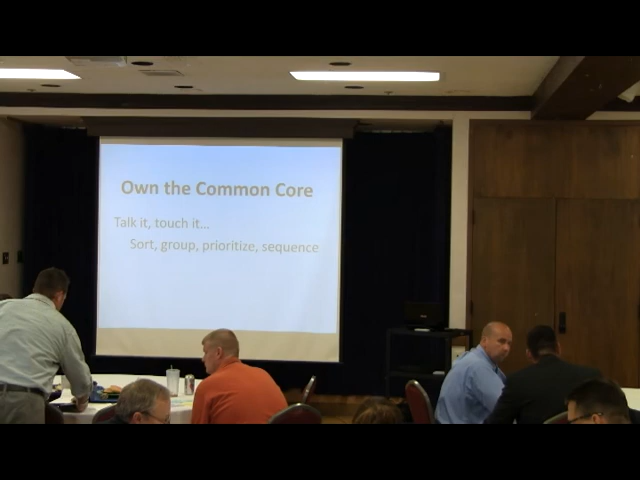 Own the Common Core
Talk it, touch it…
Sort, group, prioritize, sequence